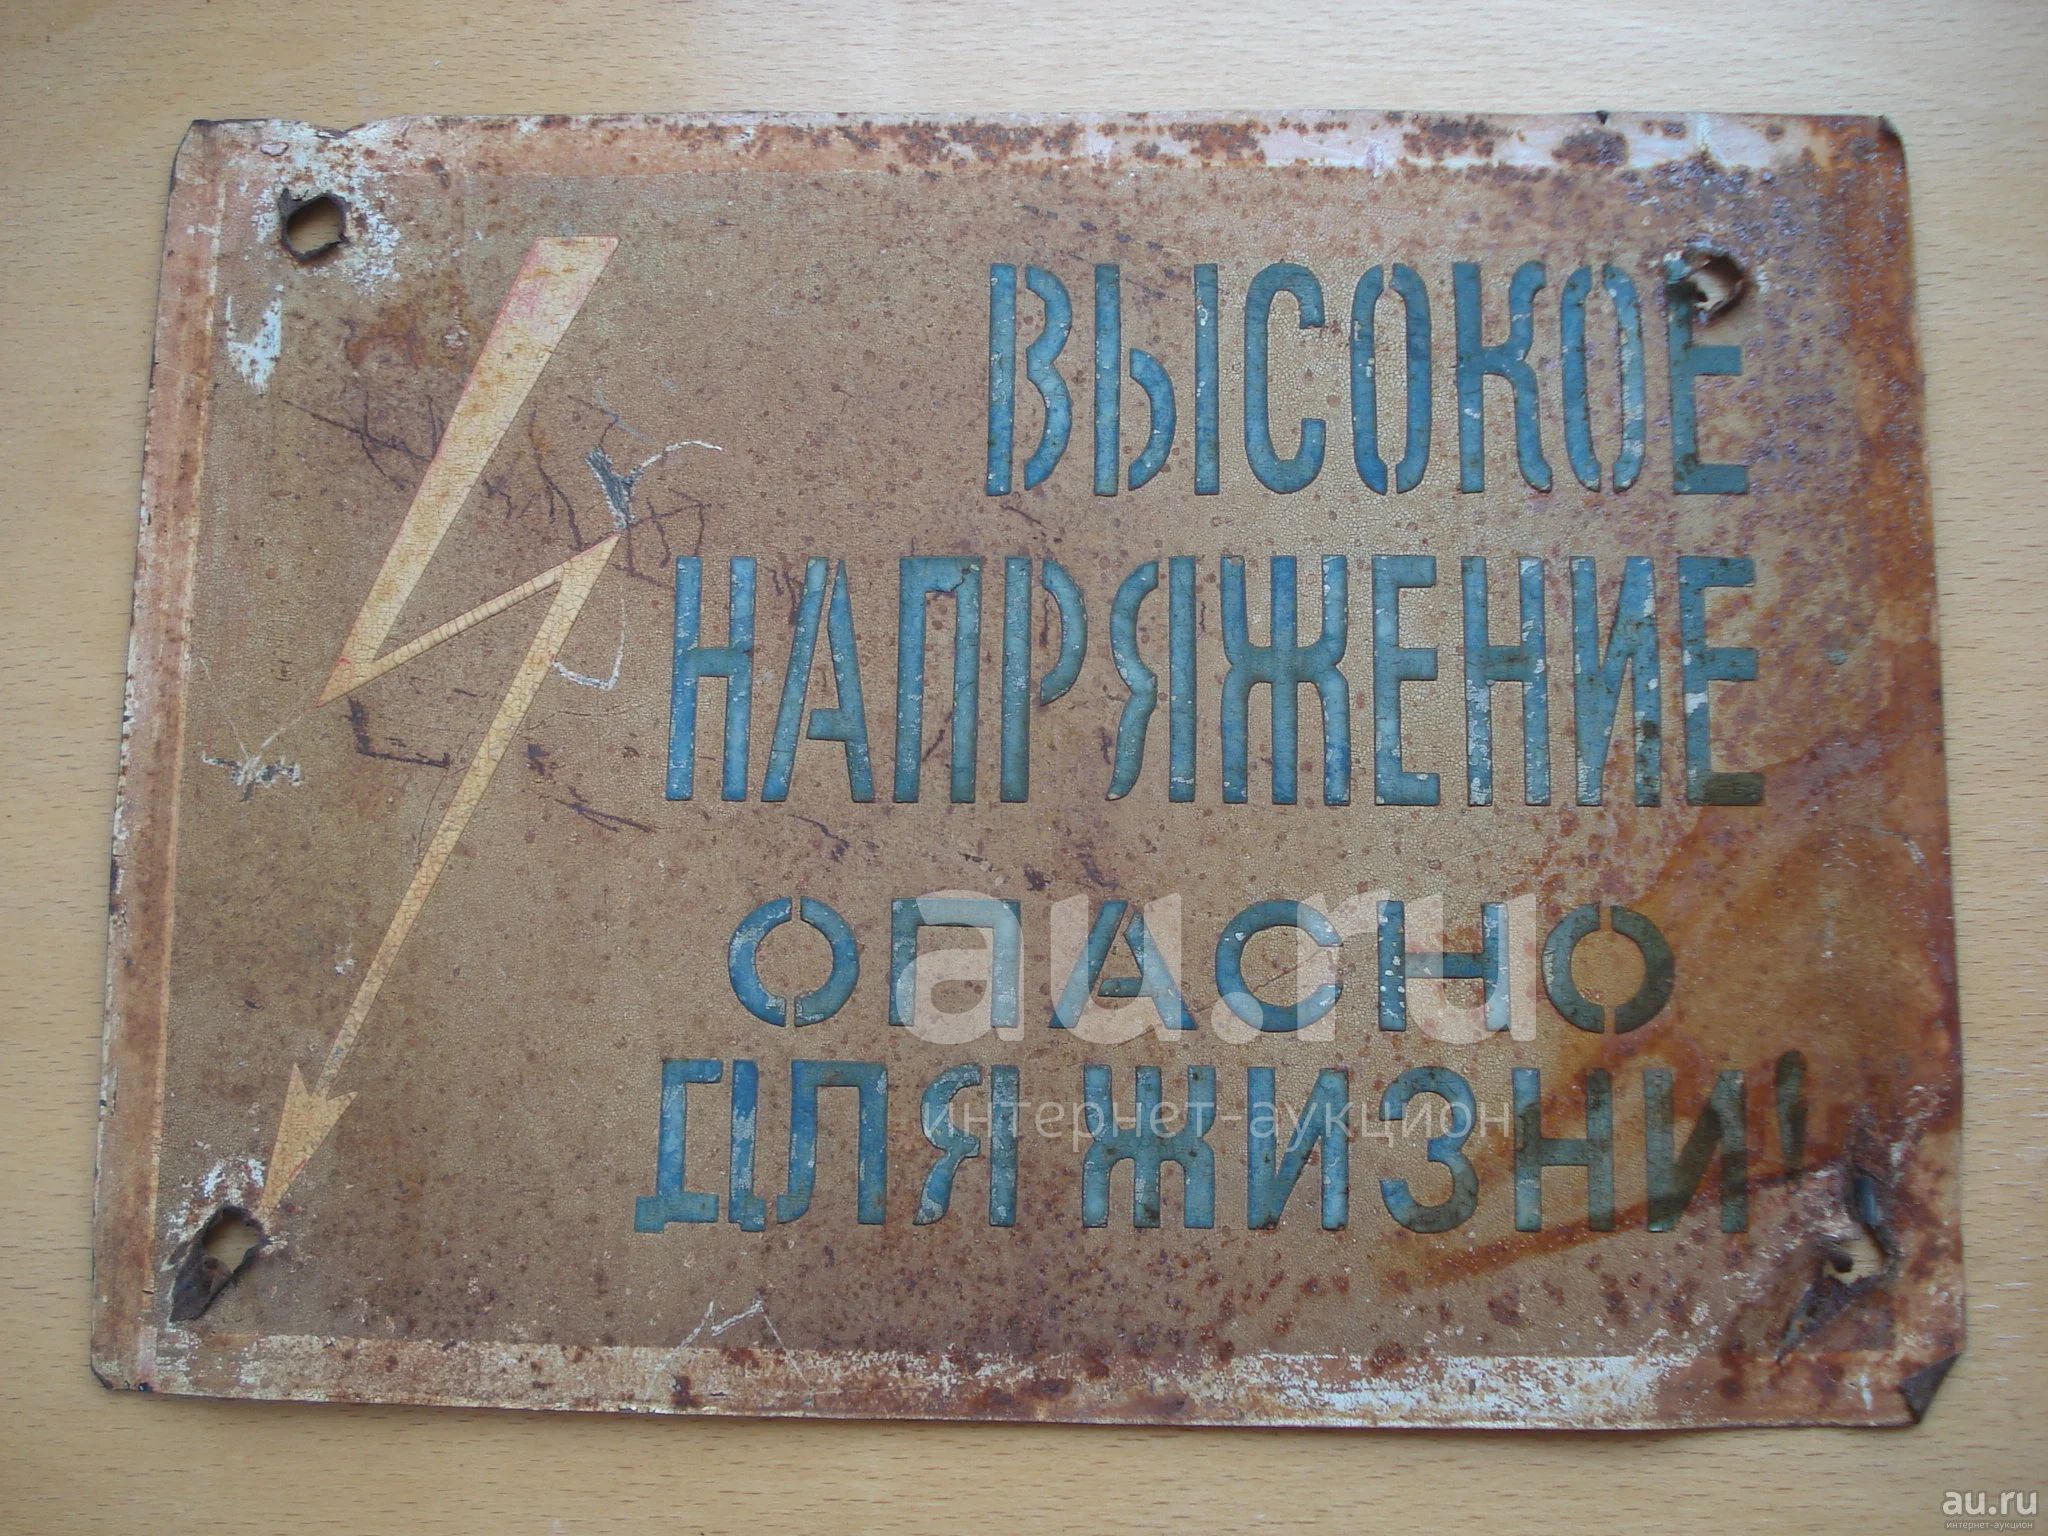 ВЫСОКОЕ
НАПРЯЖЕНИЕ
ОПАСНО
ДЛЯ ЖИЗНИ!
au.ru
интернет-аукцион
au.ru
интернет-аукцион